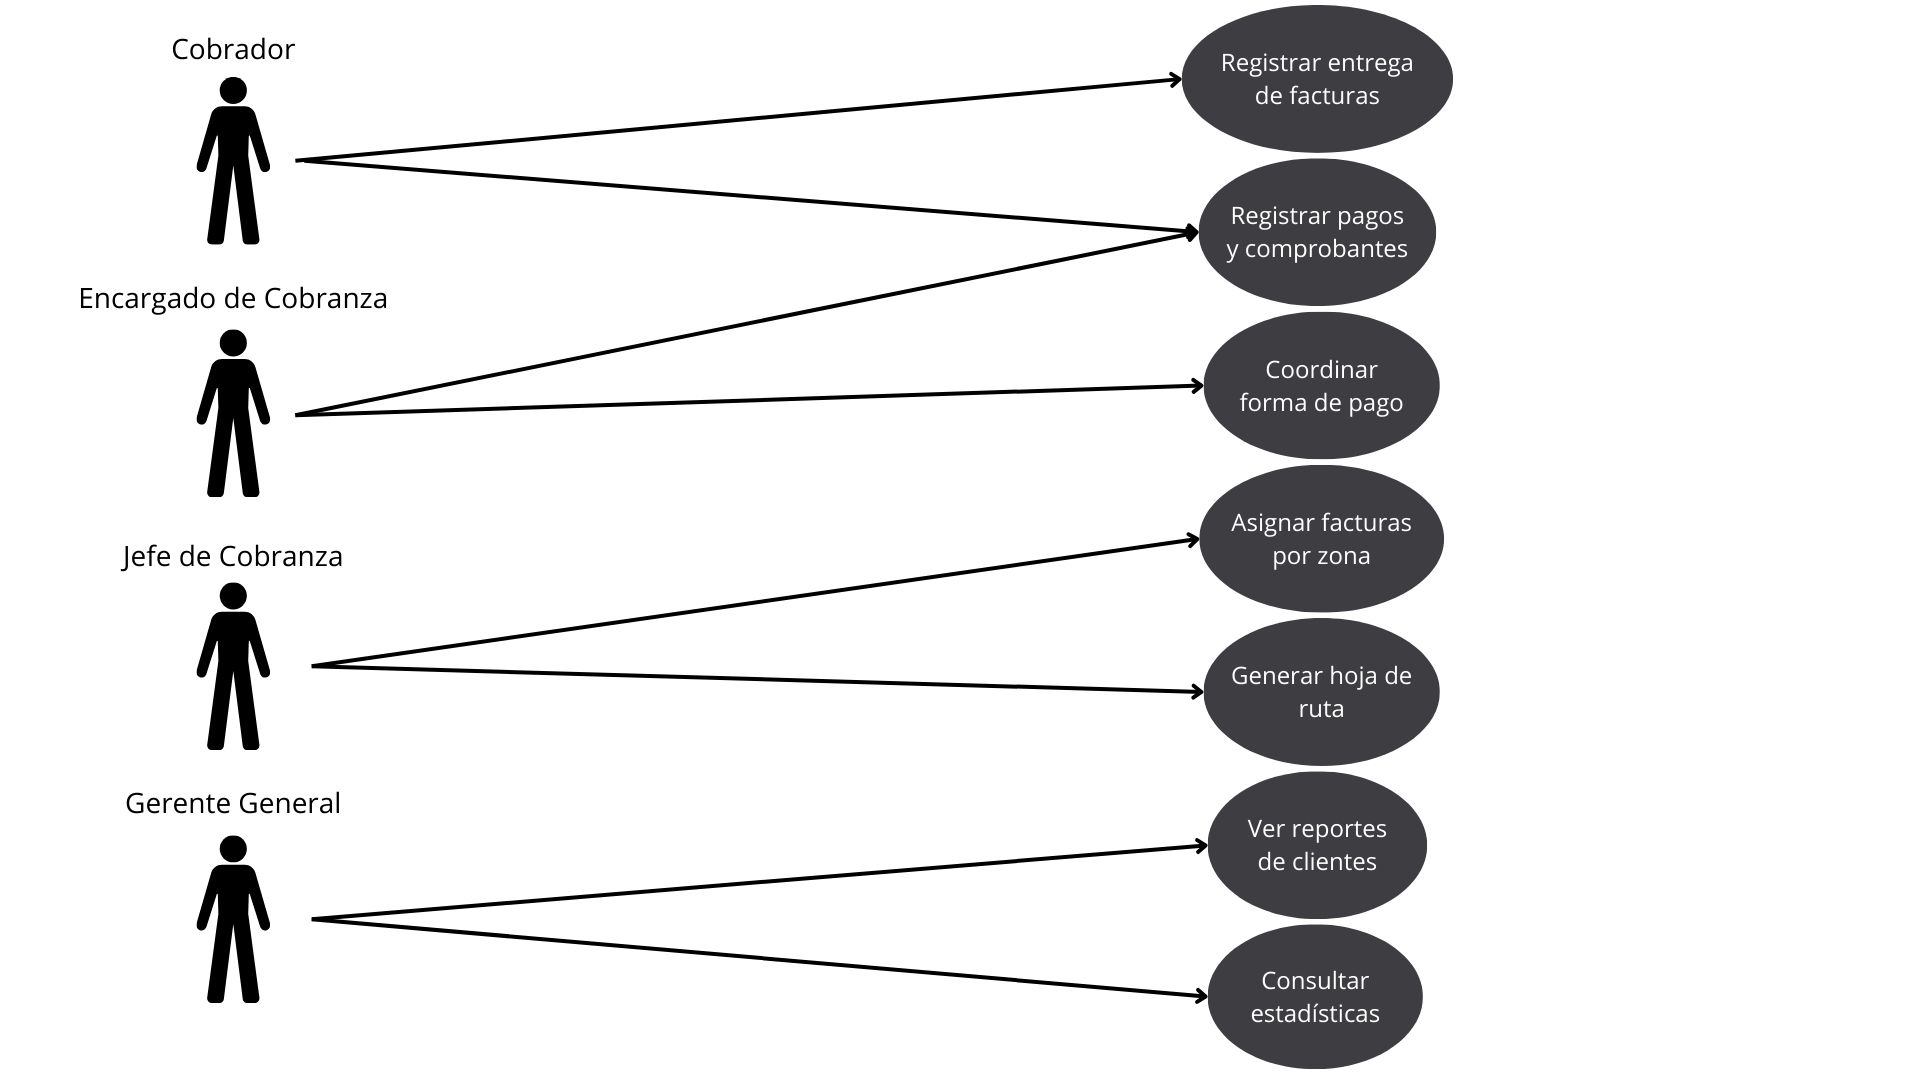 Cobrador
Registrar entrega
de facturas
Registrar pagos
y comprobantes
Encargado de Cobranza
Coordinar
forma de pago
Asignar facturas
por zona
Jefe de Cobranza
Generar hoja de
ruta
Gerente General
Ver reportes
de clientes
Consultar
estadísticas